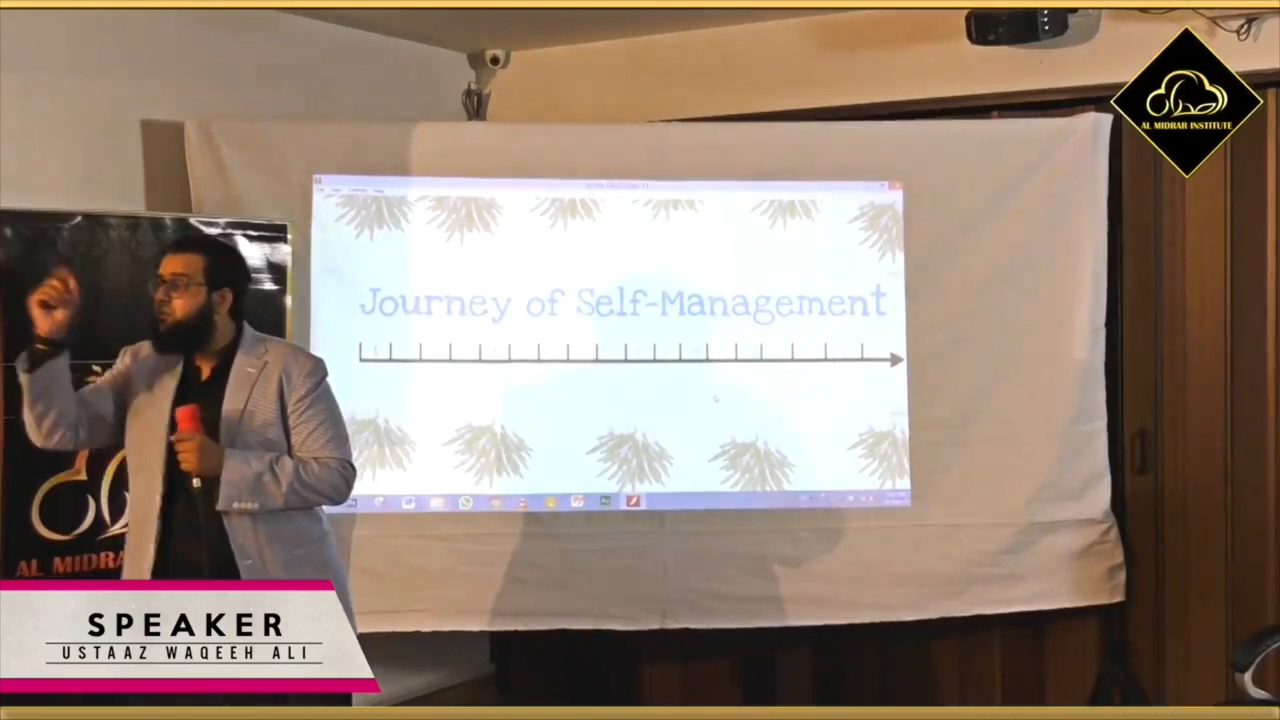 AL MIDRAR INSTITUTE
Journey of Self-Management
AL MIDRA
SPEAKER
USTAAZ WAQEEH ALI